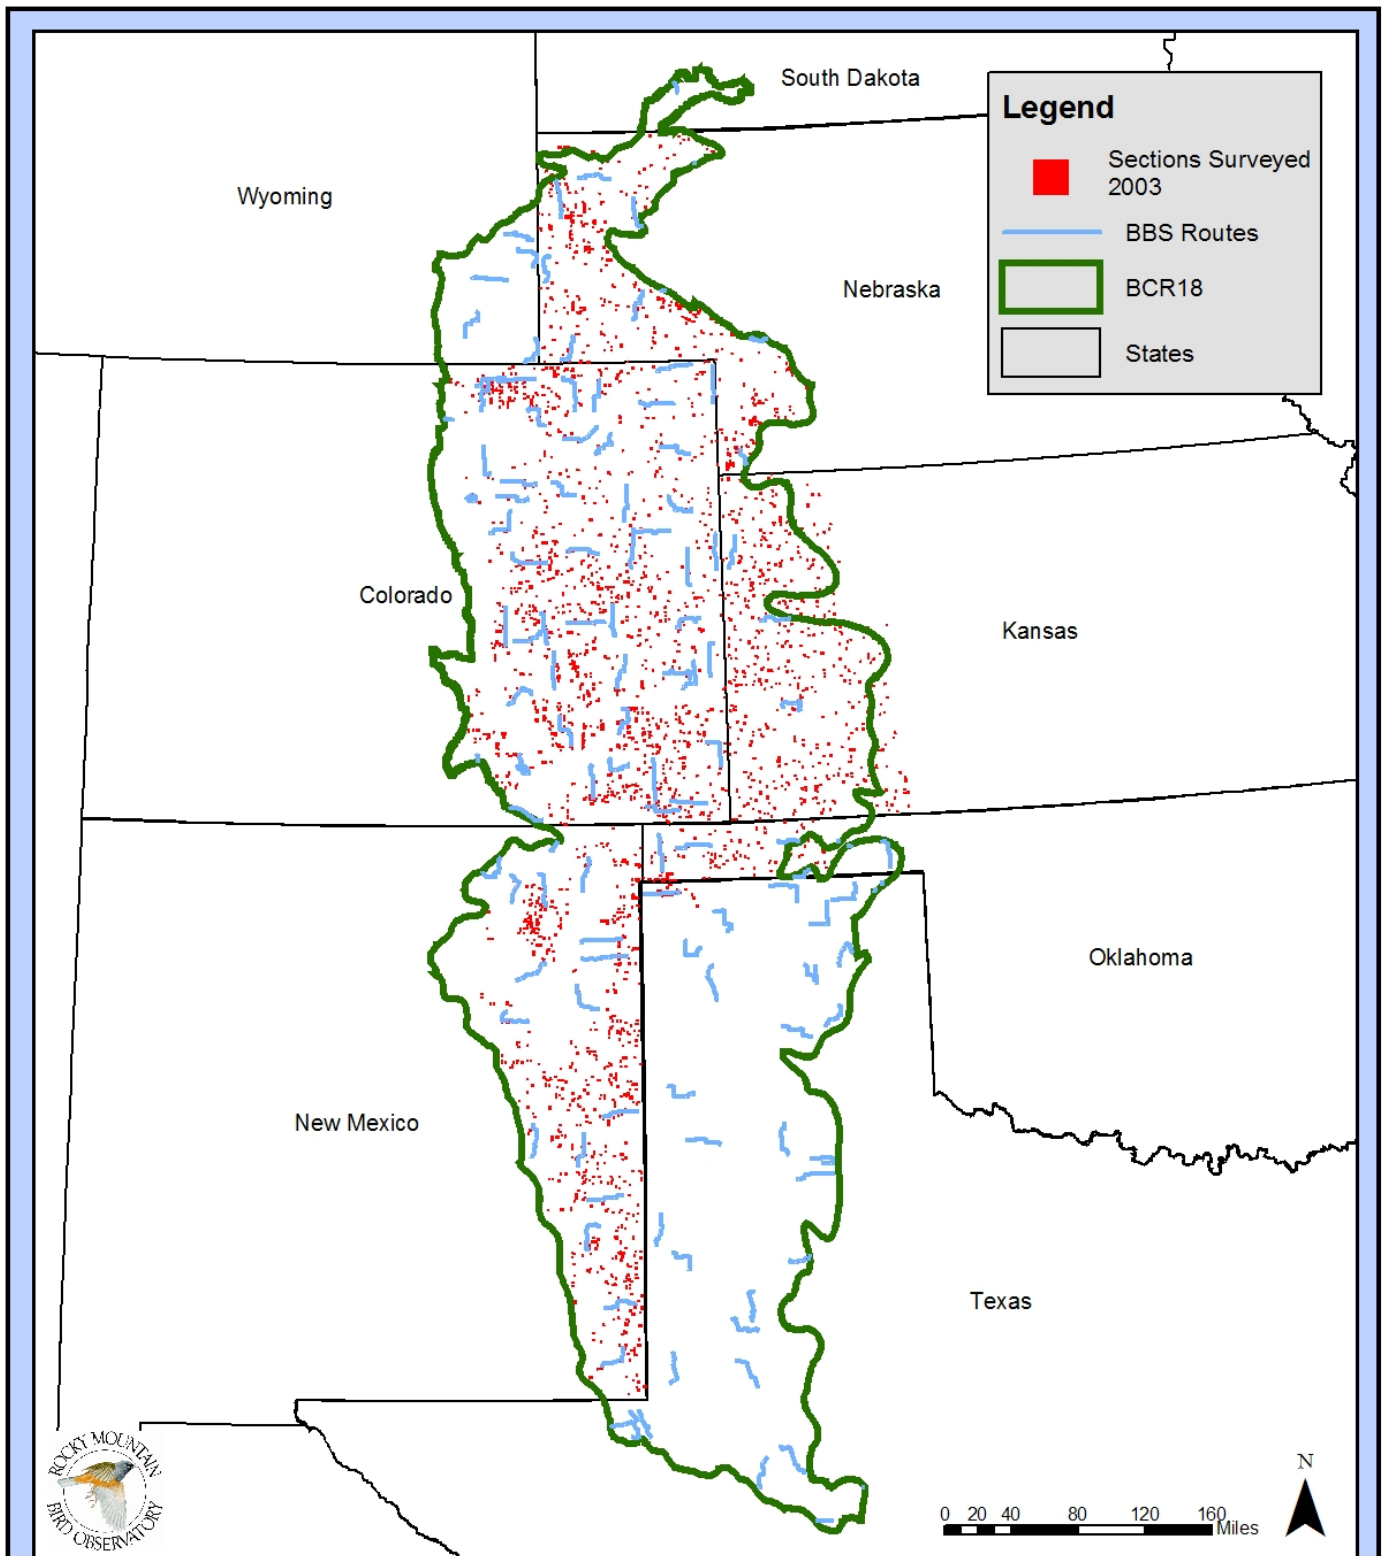 South Dakota
Legend
Sections Surveyed
2003
Wyoming
BBS Routes
BCR18
Nebraska
States
Colorado
Kansas
Oklahoma
New Mexico
Texas
ROCKY MOUNTAIN
BIRD OBSERVATORY
N
0 20 40 80 120 160
Miles